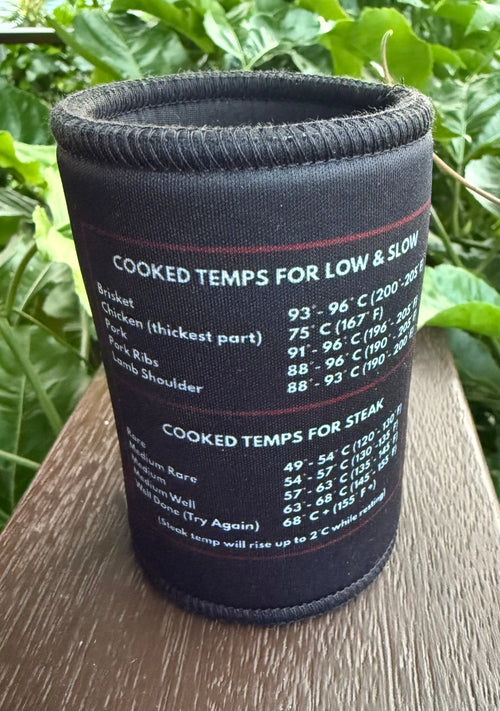 COOKED TEMPS FOR LOW & SLOW
Brisket 93°- 96°C (200°-205°F)
Chicken (thickest part) 75°C (167°F)
Pork 91°- 96°C (196°- 205°F)
Pork Ribs 88°- 96°C (190°- 205°F)
Lamb Shoulder 88°- 93°C (190°- 200°F)
COOKED TEMPS FOR STEAK
Rare 49°- 54°C (120°- 130°F)
Medium Rare 54°- 57°C (130°-135°F)
Medium 57°- 63°C (135°- 145°F)
Medium Well 63°- 68°C (145°- 155°F)
Well Done (Try Again) 68°C + (155°F +)
(Steak temp will rise up to 2°C while resting)